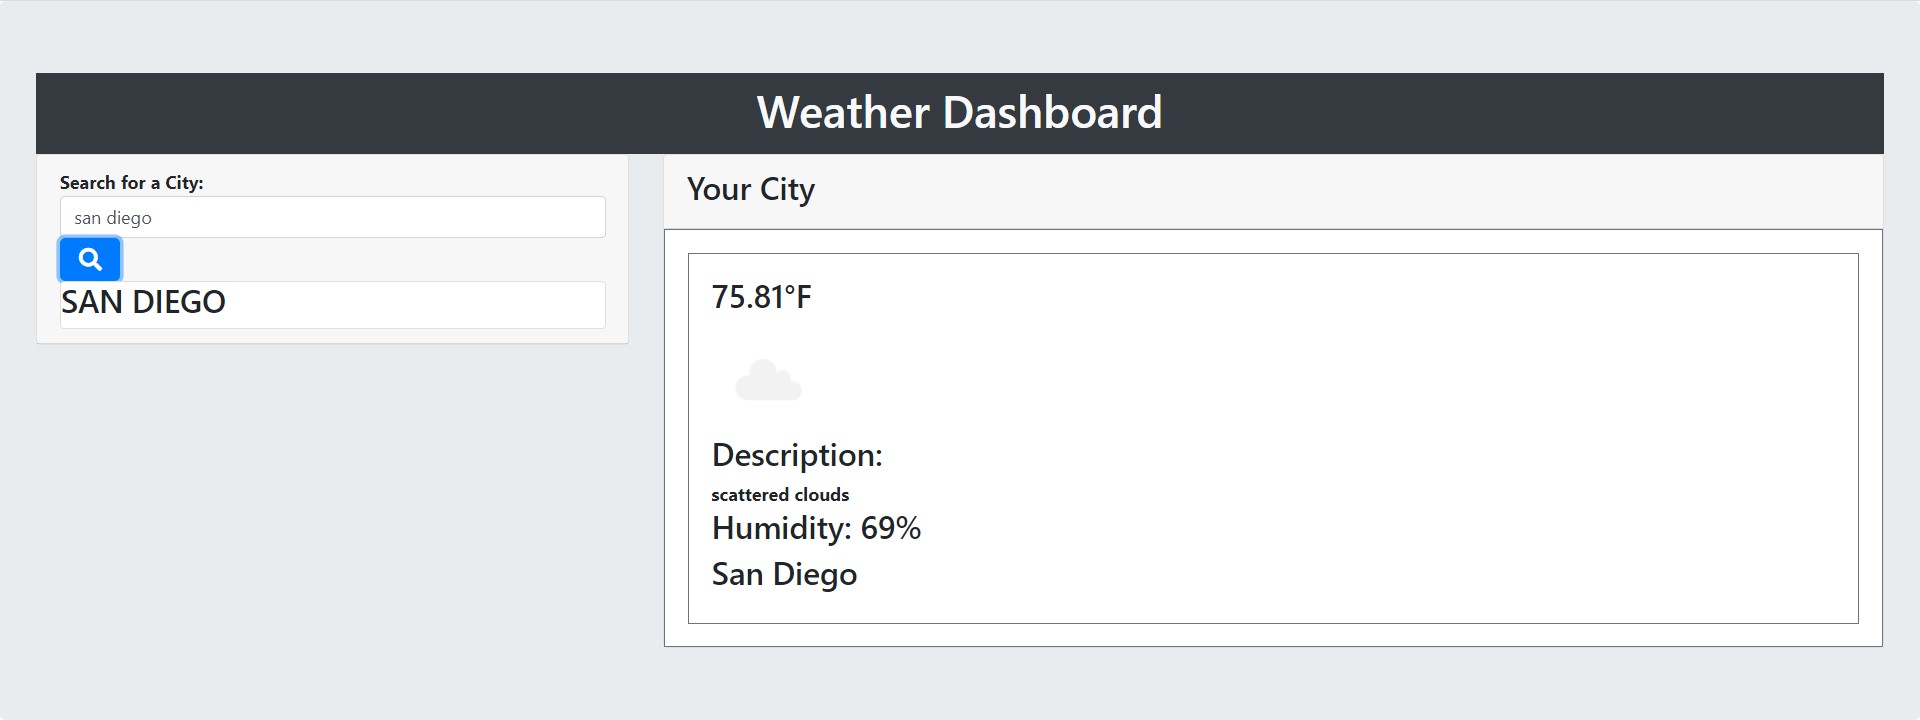 Weather Dashboard
Search for a City:
san diego
SAN DIEGO
Your City
75.81°F
Description:
scattered clouds
Humidity: 69%
San Diego